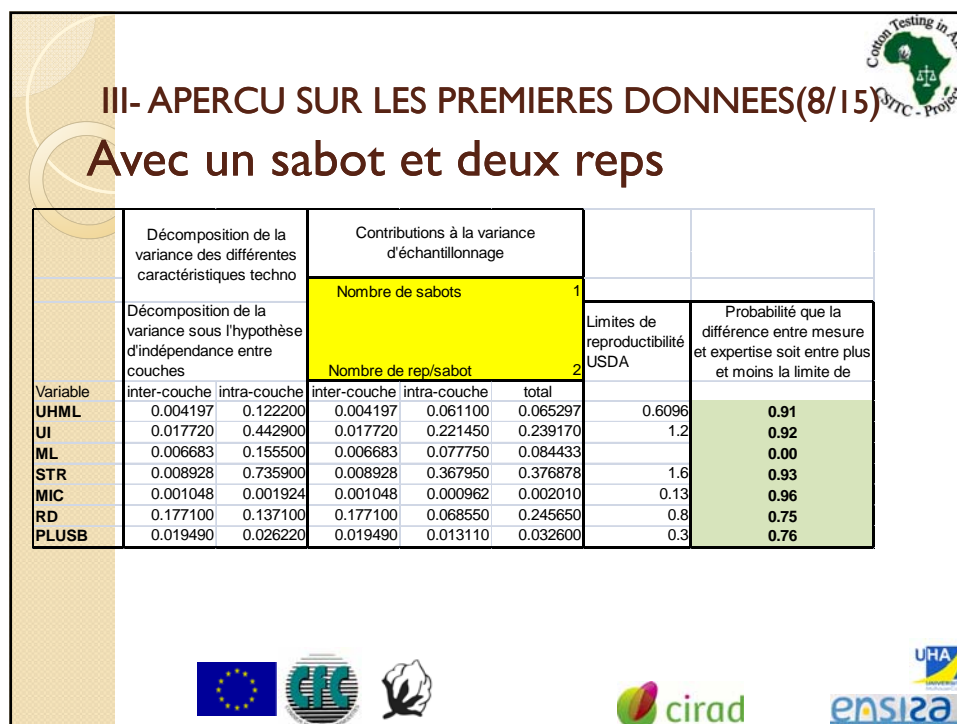 Cotton Testing in
CSITC - Project
III- APERCU SUR LES PREMIERES DONNEES(8/15)
Avec un sabot et deux reps
Décomposition de la variance des différentes caractéristiques techno
Contributions à la variance d'échantillonnage
Nombre de sabots 1
Décomposition de la variance sous l'hypothèse d'indépendance entre couches
Nombre de rep/sabot 2
Limites de reproductibilité USDA
Probabilité que la différence entre mesure et expertise soit entre plus et moins la limite de
Variable inter-couche intra-couche inter-couche intra-couche total
UHML 0.004197 0.122200 0.004197 0.061100 0.065297 0.6096 0.91
UI 0.017720 0.442900 0.017720 0.221450 0.239170 1.2 0.92
ML 0.006683 0.155500 0.006683 0.077750 0.084433 0.00
STR 0.008928 0.735900 0.008928 0.367950 0.376878 1.6 0.93
MIC 0.001048 0.001924 0.001048 0.000962 0.002010 0.13 0.96
RD 0.177100 0.137100 0.177100 0.068550 0.245650 0.8 0.75
PLUSB 0.019490 0.026220 0.019490 0.013110 0.032600 0.3 0.76
CFC
cirad
UHA
ensisa